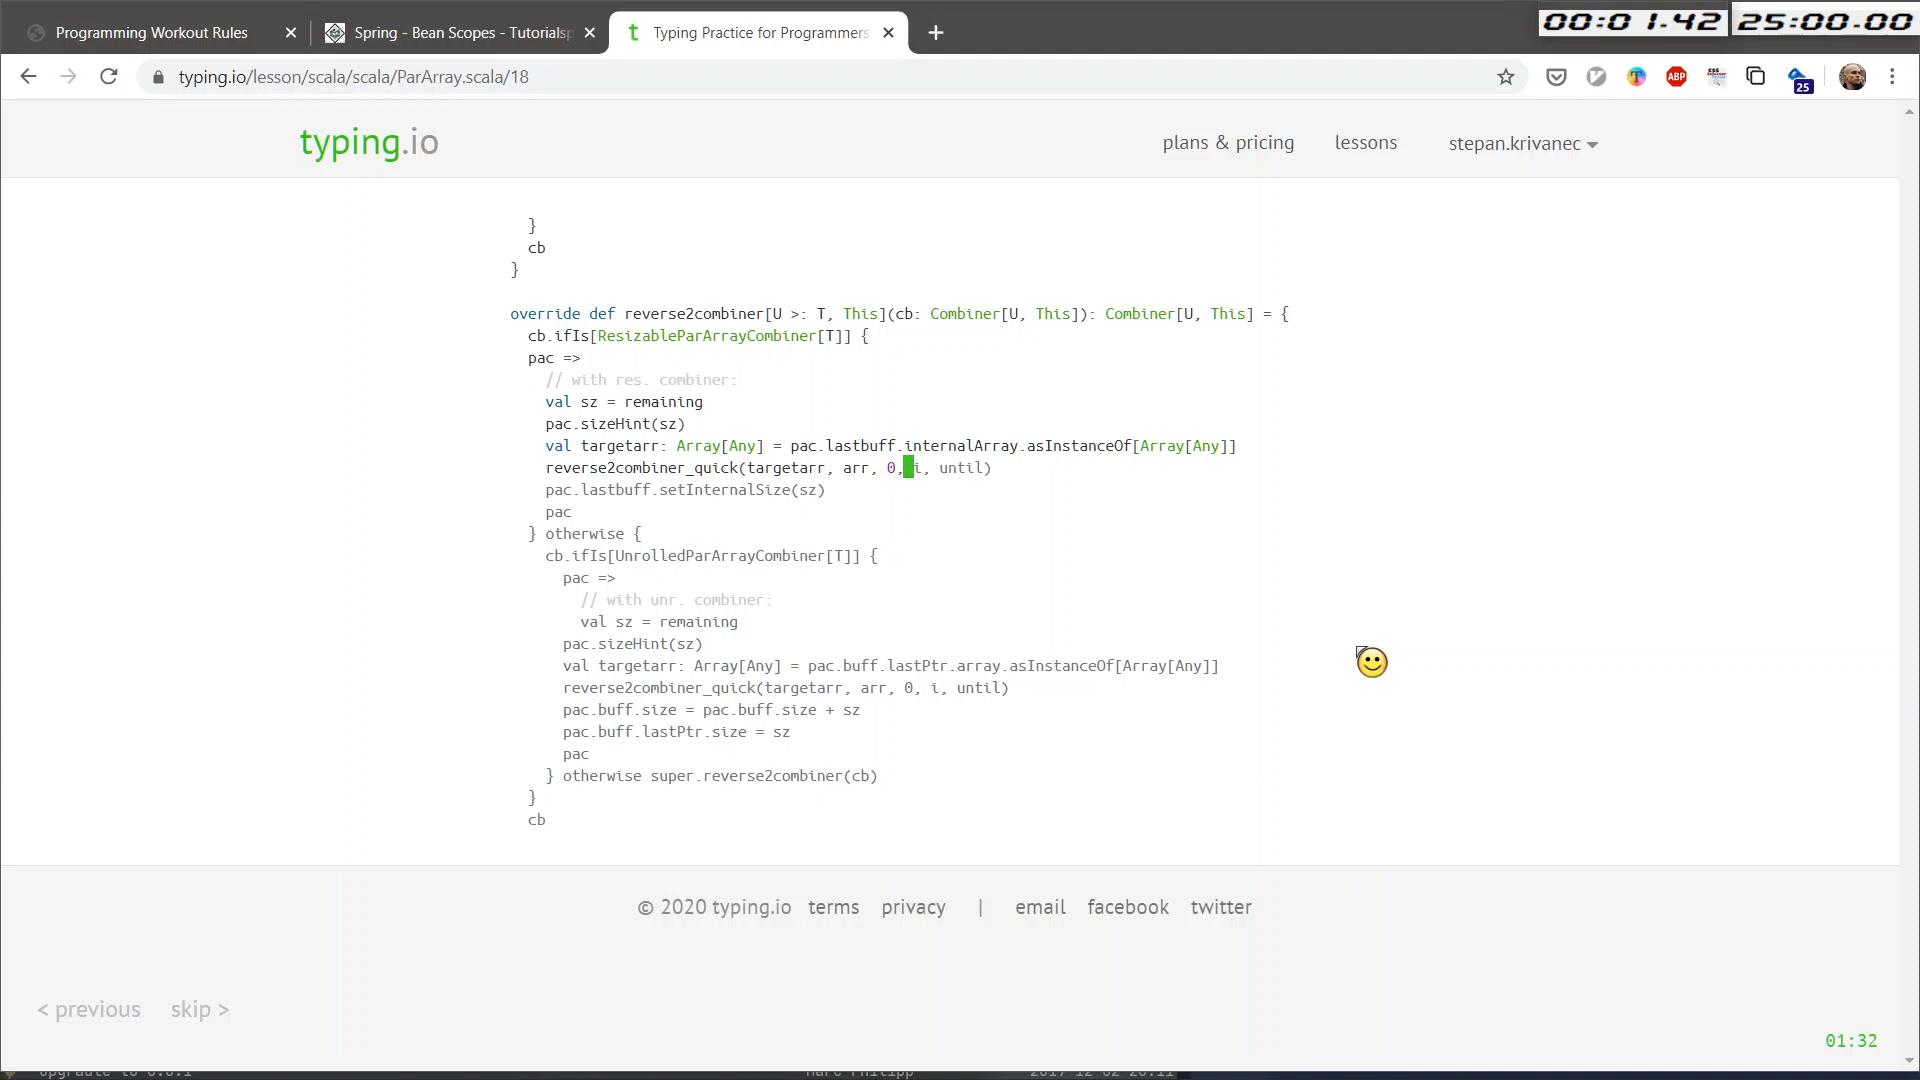 Programming Workout Rules
Spring - Bean Scopes - Tutorialsp
Typing Practice for Programmers
00:01.42 25:00.00
typing.io/lesson/scala/scala/ParArray.scala/18
ABP
css
25
typing.io
plans & pricing lessons stepan.krivanec
}
cb
}
override def reverse2combiner[U >: T, This](cb: Combiner[U, This]): Combiner[U, This] = {
cb.ifIs[ResizableParArrayCombiner[T]] {
pac =>
// with res. combiner:
val sz = remaining
pac.sizeHint(sz)
val targetarr: Array[Any] = pac.lastbuff.internalArray.asInstanceOf[Array[Any]]
reverse2combiner_quick(targetarr, arr, 0, i, until)
pac.lastbuff.setInternalSize(sz)
pac
} otherwise {
cb.ifIs[UnrolledParArrayCombiner[T]] {
pac =>
// with unr. combiner:
val sz = remaining
pac.sizeHint(sz)
val targetarr: Array[Any] = pac.buff.lastPtr.array.asInstanceOf[Array[Any]]
reverse2combiner_quick(targetarr, arr, 0, i, until)
pac.buff.size = pac.buff.size + sz
pac.buff.lastPtr.size = sz
pac
} otherwise super.reverse2combiner(cb)
}
cb
© 2020 typing.io terms privacy | email facebook twitter
< previous skip >
01:32